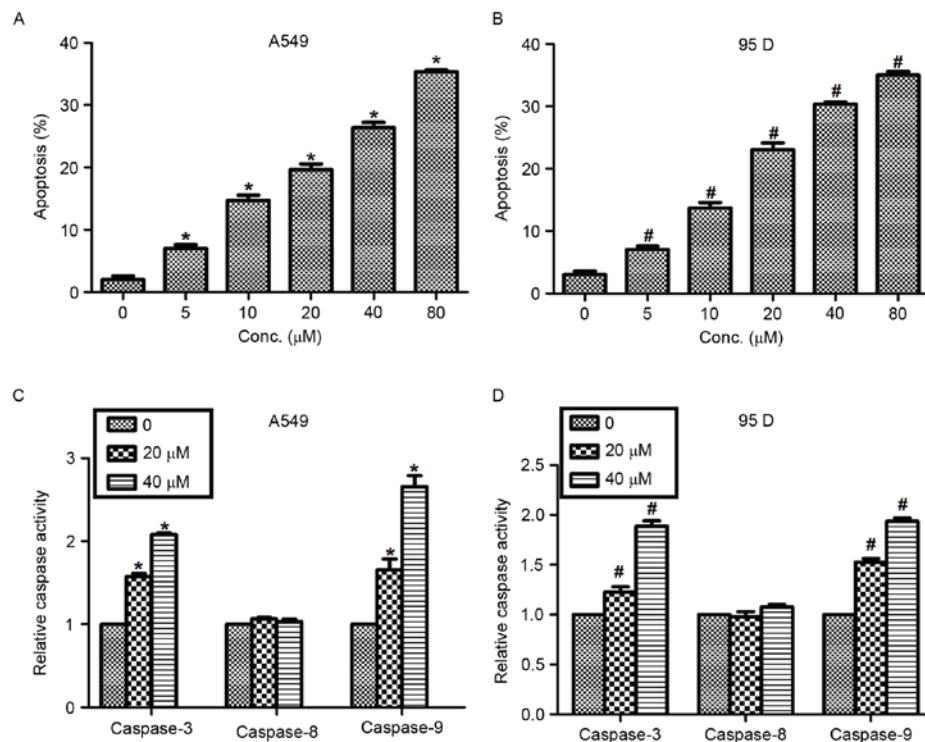 A
A549
Apoptosis (%)
40
30
20
10
0
*
*
*
*
*
0 5 10 20 40 80
Conc. (μM)
B
95 D
Apoptosis (%)
40
30
20
10
0
#
#
#
#
#
0 5 10 20 40 80
Conc. (μM)
C
A549
0
20 μM
40 μM
Relative caspase activity
3
2
1
0
*
*
*
*
Caspase-3 Caspase-8 Caspase-9
D
95 D
0
20 μM
40 μM
Relative caspase activity
2.5
2.0
1.5
1.0
0.5
0.0
#
#
#
#
Caspase-3 Caspase-8 Caspase-9